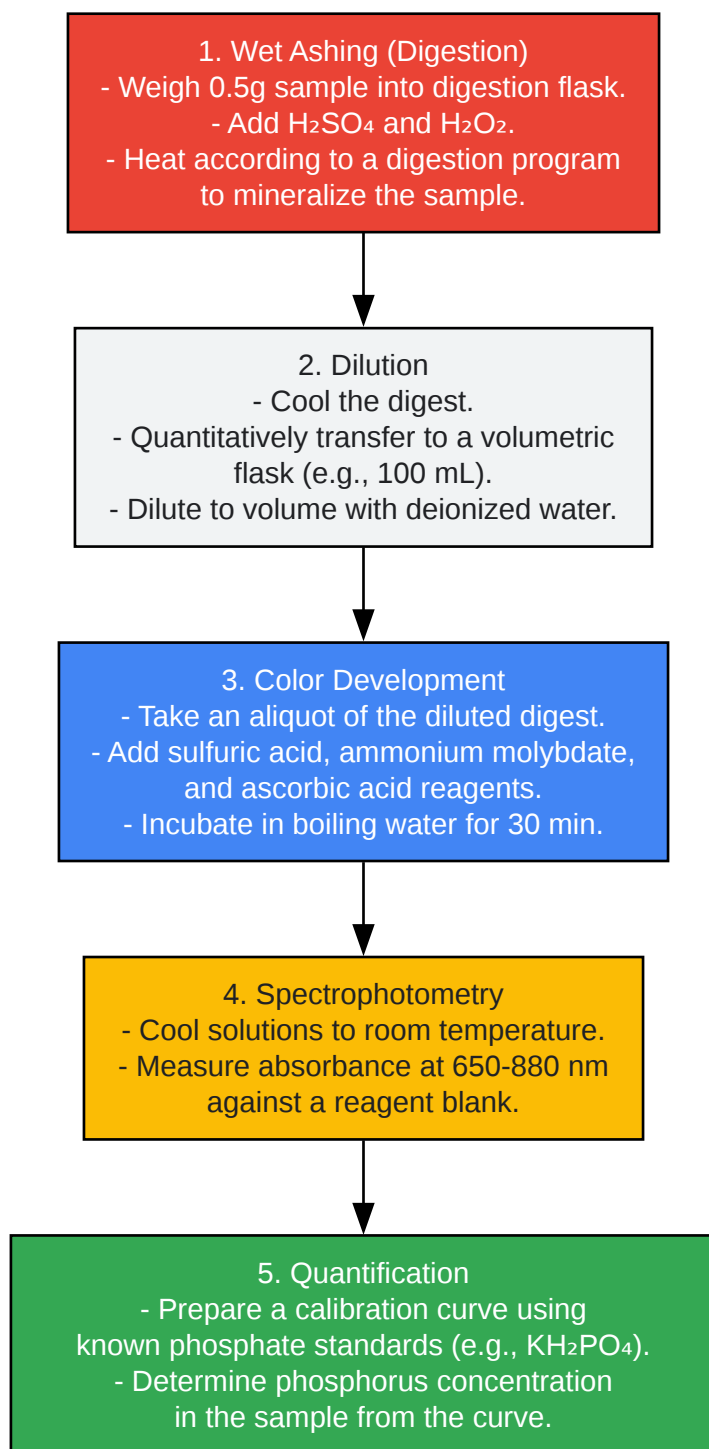 1. Wet Ashing (Digestion)
- Weigh 0.5g sample into digestion flask.
- Add H₂SO₄ and H₂O₂.
- Heat according to a digestion program
to mineralize the sample.
2. Dilution
- Cool the digest.
- Quantitatively transfer to a volumetric
flask (e.g., 100 mL).
- Dilute to volume with deionized water.
3. Color Development
- Take an aliquot of the diluted digest.
- Add sulfuric acid, ammonium molybdate,
and ascorbic acid reagents.
- Incubate in boiling water for 30 min.
4. Spectrophotometry
- Cool solutions to room temperature.
- Measure absorbance at 650-880 nm
against a reagent blank.
5. Quantification
- Prepare a calibration curve using
known phosphate standards (e.g., KH₂PO₄).
- Determine phosphorus concentration
in the sample from the curve.